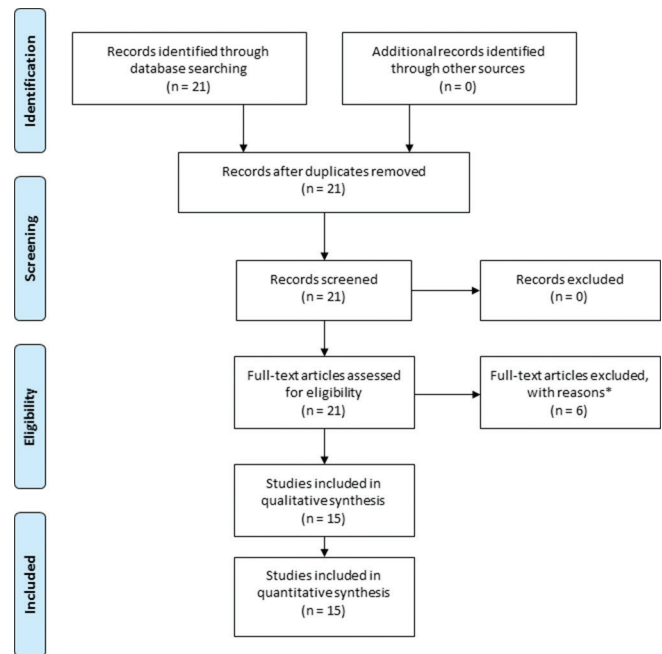 Identification
Records identified through
database searching
(n = 21)
Additional records identified
through other sources
(n = 0)
Records after duplicates removed
(n = 21)
Screening
Records screened
(n = 21)
Records excluded
(n = 0)
Eligibility
Full-text articles assessed
for eligibility
(n = 21)
Full-text articles excluded,
with reasons*
(n = 6)
Studies included in
qualitative synthesis
(n = 15)
Included
Studies included in
quantitative synthesis
(n = 15)